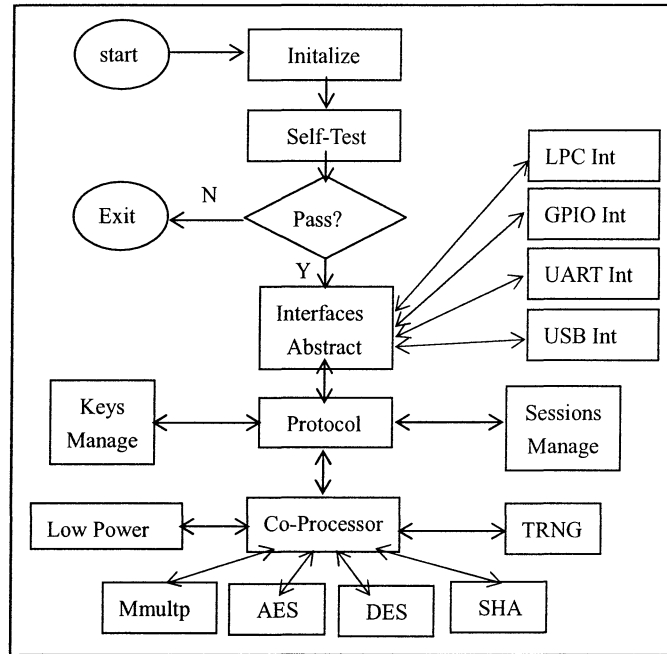 start
Initalize
Self-Test
LPC Int
GPIO Int
UART Int
USB Int
N
Exit
Pass?
Y
Interfaces
Abstract
Keys
Manage
Protocol
Sessions
Manage
Low Power
Co-Processor
TRNG
Mmultp
AES
DES
SHA